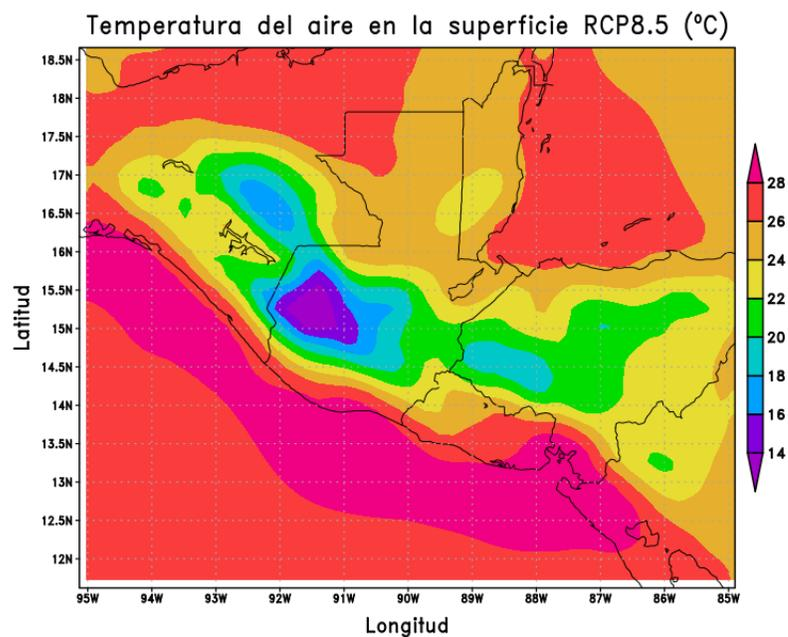 Temperatura del aire en la superficie RCP8.5 (ºC)
Latitud
18.5N
18N
17.5N
17N
16.5N
16N
15.5N
15N
14.5N
14N
13.5N
13N
12.5N
12N
95W 94W 93W 92W 91W 90W 89W 88W 87W 86W 85W
Longitud
28
26
24
22
20
18
16
14